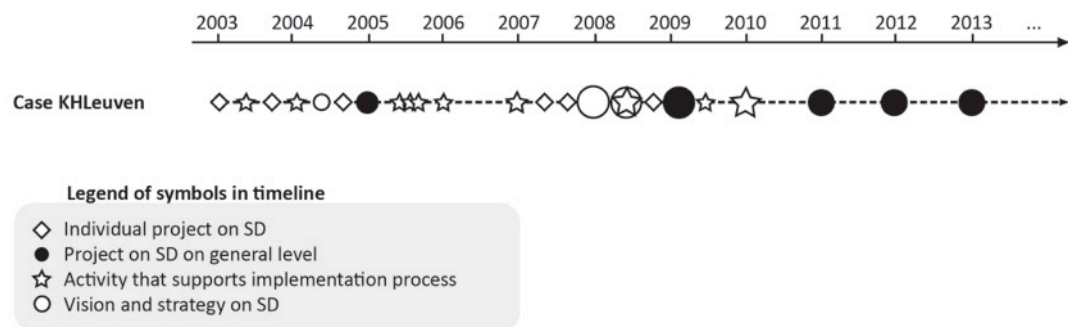 2003 2004 2005 2006 2007 2008 2009 2010 2011 2012 2013 ...
Case KHLeuven
Legend of symbols in timeline
Individual project on SD
Project on SD on general level
Activity that supports implementation process
Vision and strategy on SD